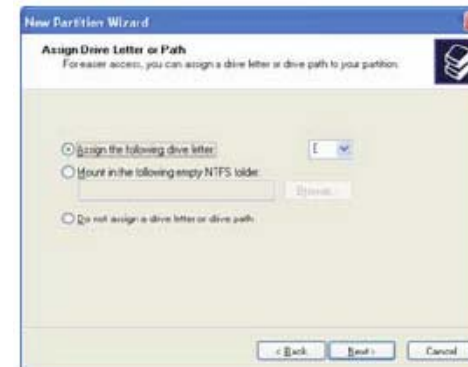 New Partition Wizard
Assign Drive Letter or Path
For easier access, you can assign a drive letter or drive path to your partition.
Assign the following drive letter:
E
Mount in the following empty NTFS folder:
Browse...
Do not assign a drive letter or drive path
< Back
Next >
Cancel